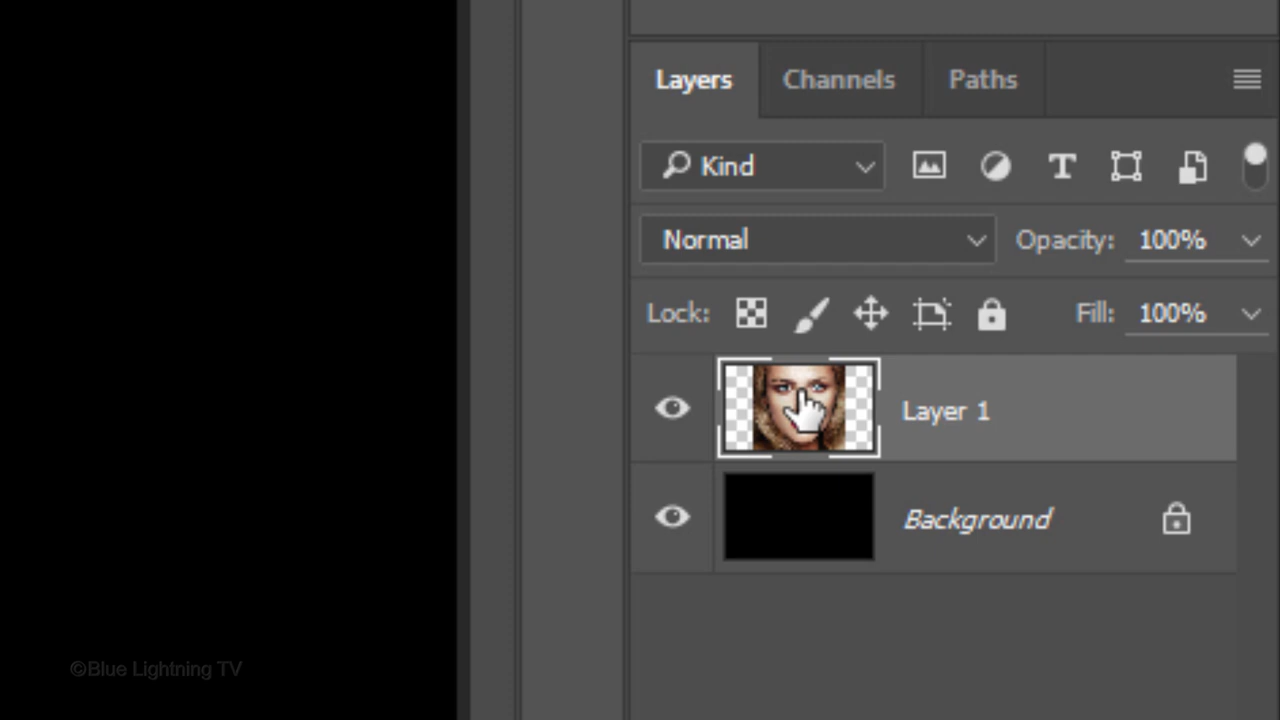 Layers Channels Paths
Kind
Normal Opacity: 100%
Lock: Fill: 100%
Layer 1
Background
©Blue Lightning TV